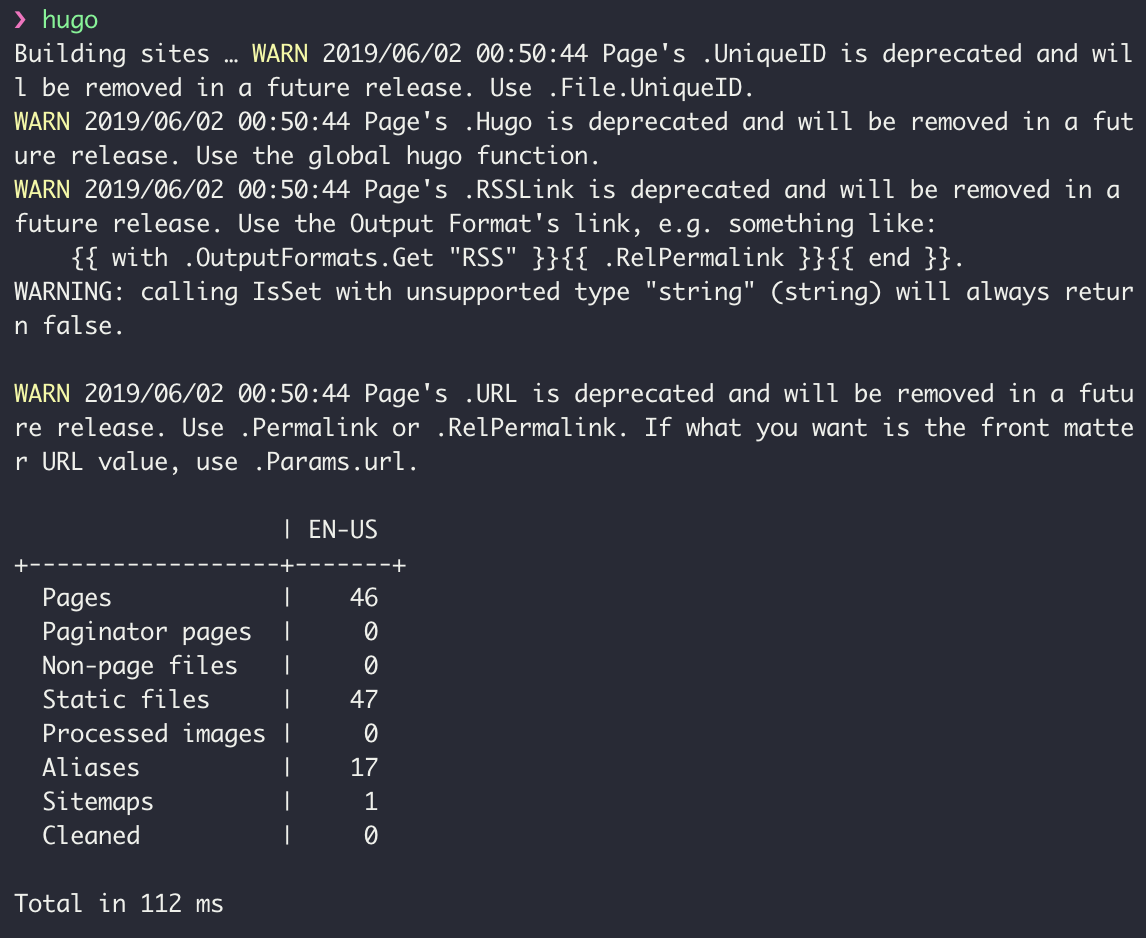 ❯ hugo
Building sites … WARN 2019/06/02 00:50:44 Page's .UniqueID is deprecated and wil
l be removed in a future release. Use .File.UniqueID.
WARN 2019/06/02 00:50:44 Page's .Hugo is deprecated and will be removed in a fut
ure release. Use the global hugo function.
WARN 2019/06/02 00:50:44 Page's .RSSLink is deprecated and will be removed in a
future release. Use the Output Format's link, e.g. something like:
    {{ with .OutputFormats.Get "RSS" }}{{ .RelPermalink }}{{ end }}.
WARNING: calling IsSet with unsupported type "string" (string) will always retur
n false.

WARN 2019/06/02 00:50:44 Page's .URL is deprecated and will be removed in a futu
re release. Use .Permalink or .RelPermalink. If what you want is the front matte
r URL value, use .Params.url.

                   | EN-US
+------------------+-------+
  Pages            |    46
  Paginator pages  |     0
  Non-page files   |     0
  Static files     |    47
  Processed images |     0
  Aliases          |    17
  Sitemaps         |     1
  Cleaned          |     0

Total in 112 ms